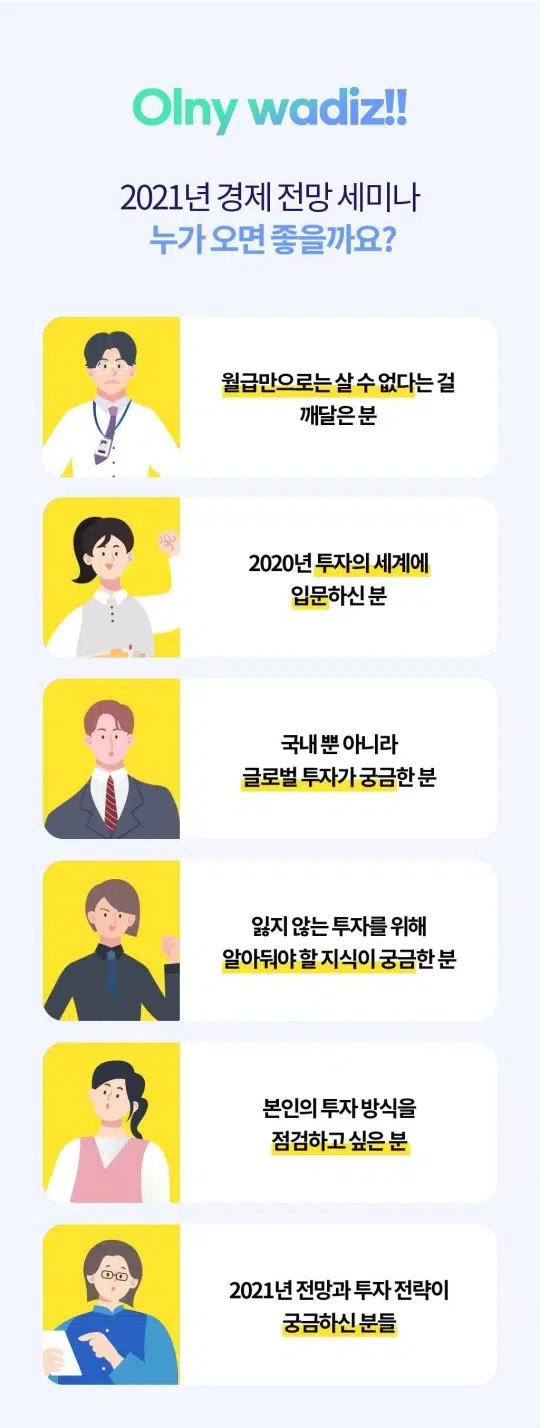 Olny wadiz!!
2021년 경제 전망 세미나
누가 오면 좋을까요?
월급만으로는 살 수 없다는 걸
깨달은 분
2020년 투자의 세계에
입문하신 분
국내 뿐 아니라
글로벌 투자가 궁금한 분
잃지 않는 투자를 위해
알아둬야 할 지식이 궁금한 분
본인의 투자 방식을
점검하고 싶은 분
2021년 전망과 투자 전략이
궁금하신 분들